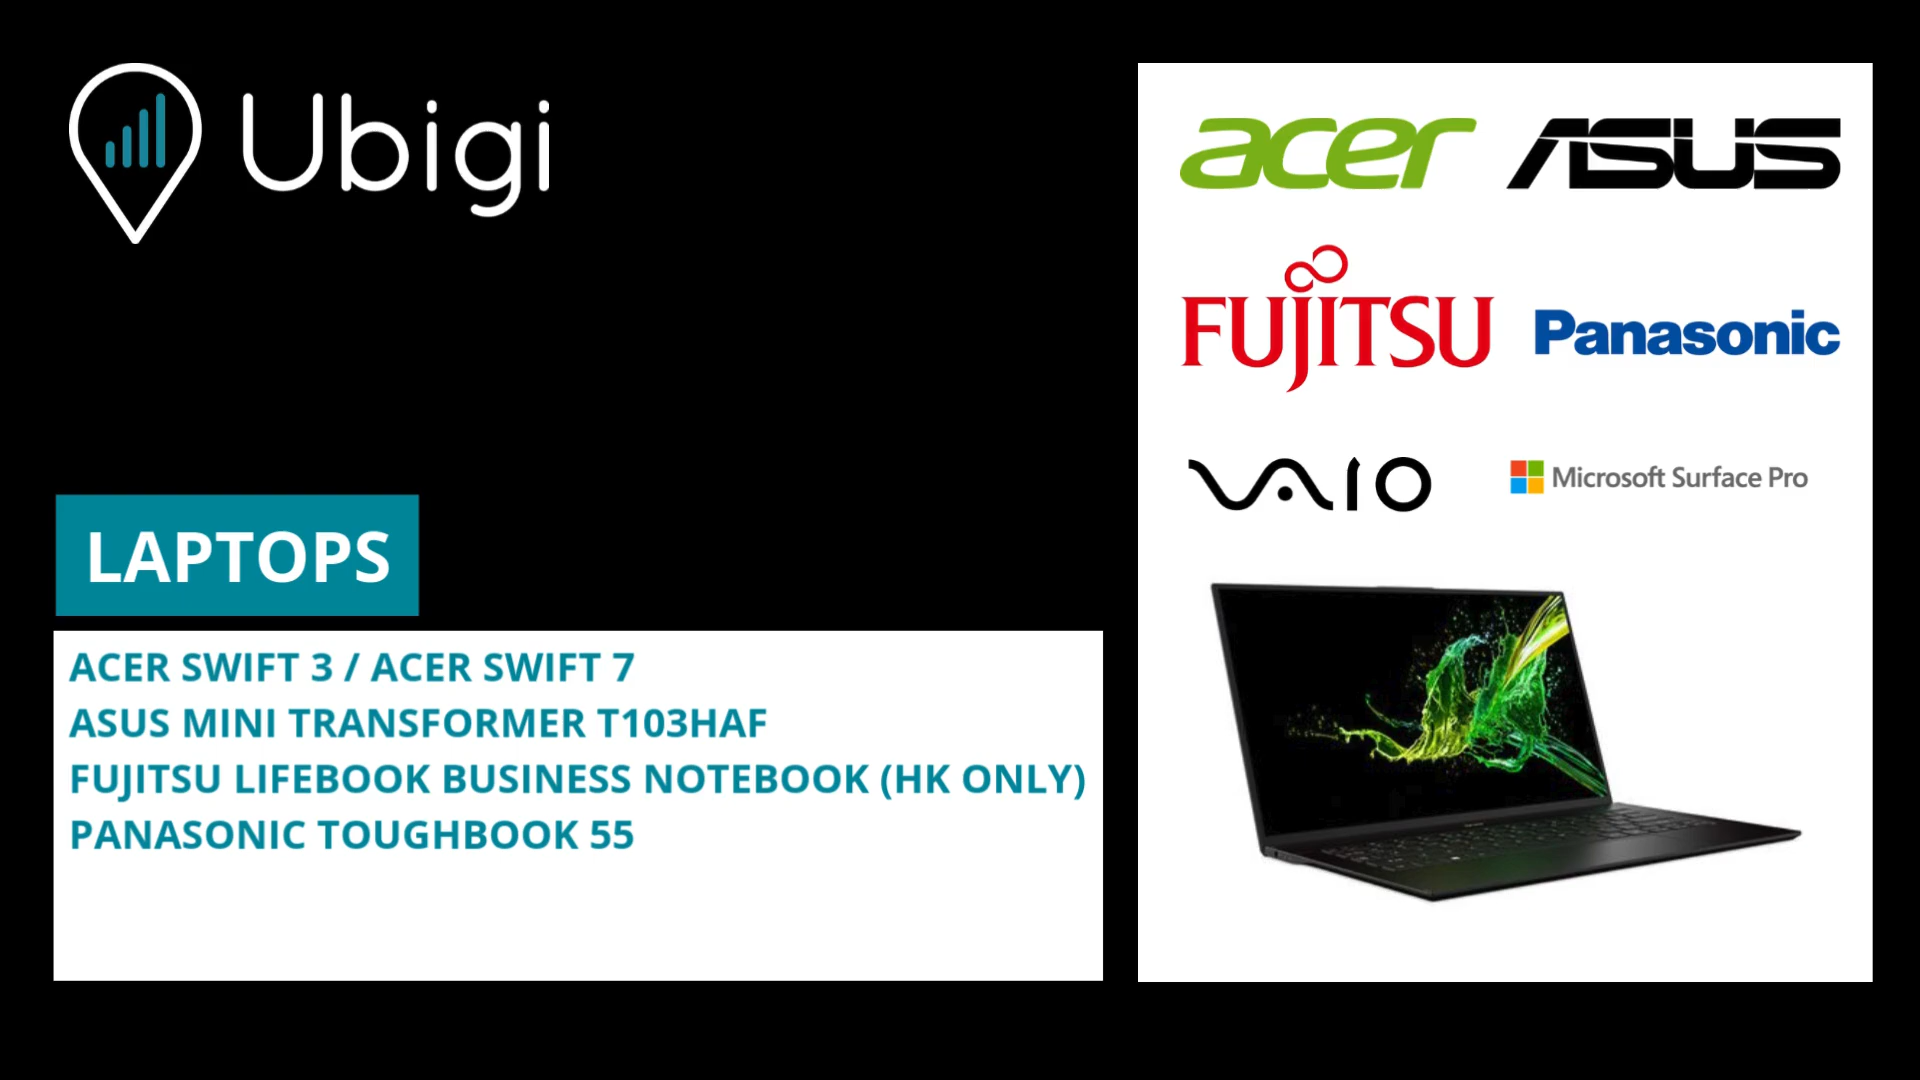 Ubigi
LAPTOPS
ACER SWIFT 3 / ACER SWIFT 7
ASUS MINI TRANSFORMER T103HAF
FUJITSU LIFEBOOK BUSINESS NOTEBOOK (HK ONLY)
PANASONIC TOUGHBOOK 55
acer ASUS
FUJITSU Panasonic
VAIO Microsoft Surface Pro